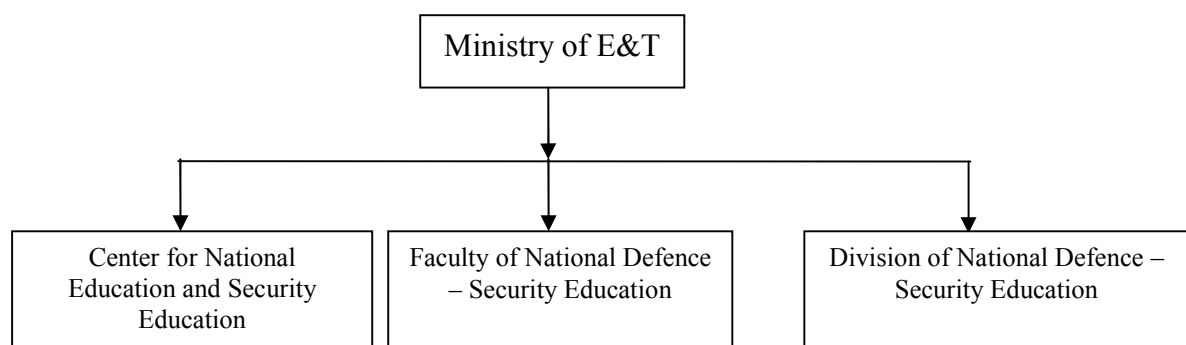 Ministry of E&T
Center for National
Education and Security
Education
Faculty of National Defence
– Security Education
Division of National Defence –
Security Education